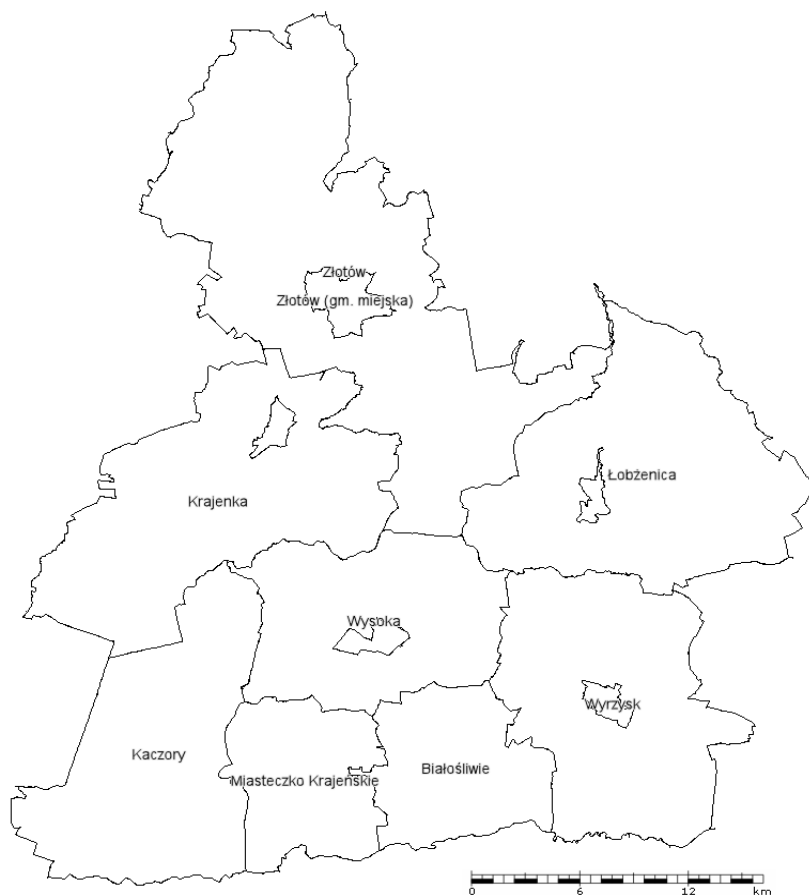 Złotów
Złotów (gm. miejska)
Łobżenica
Krajenka
Wysoka
Wyrzysk
Kaczory
Białośliwie
Miasteczko Krajeńskie
0 6 12 km